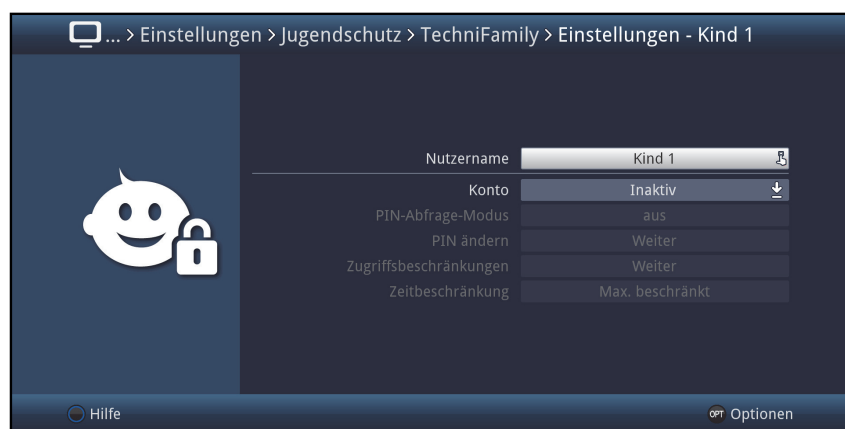 ... > Einstellungen > Jugendschutz > TechniFamily > Einstellungen - Kind 1
Nutzername Kind 1
Konto Inaktiv
PIN-Abfrage-Modus aus
PIN ändern Weiter
Zugriffsbeschränkungen Weiter
Zeitbeschränkung Max. beschränkt
Hilfe OPT Optionen